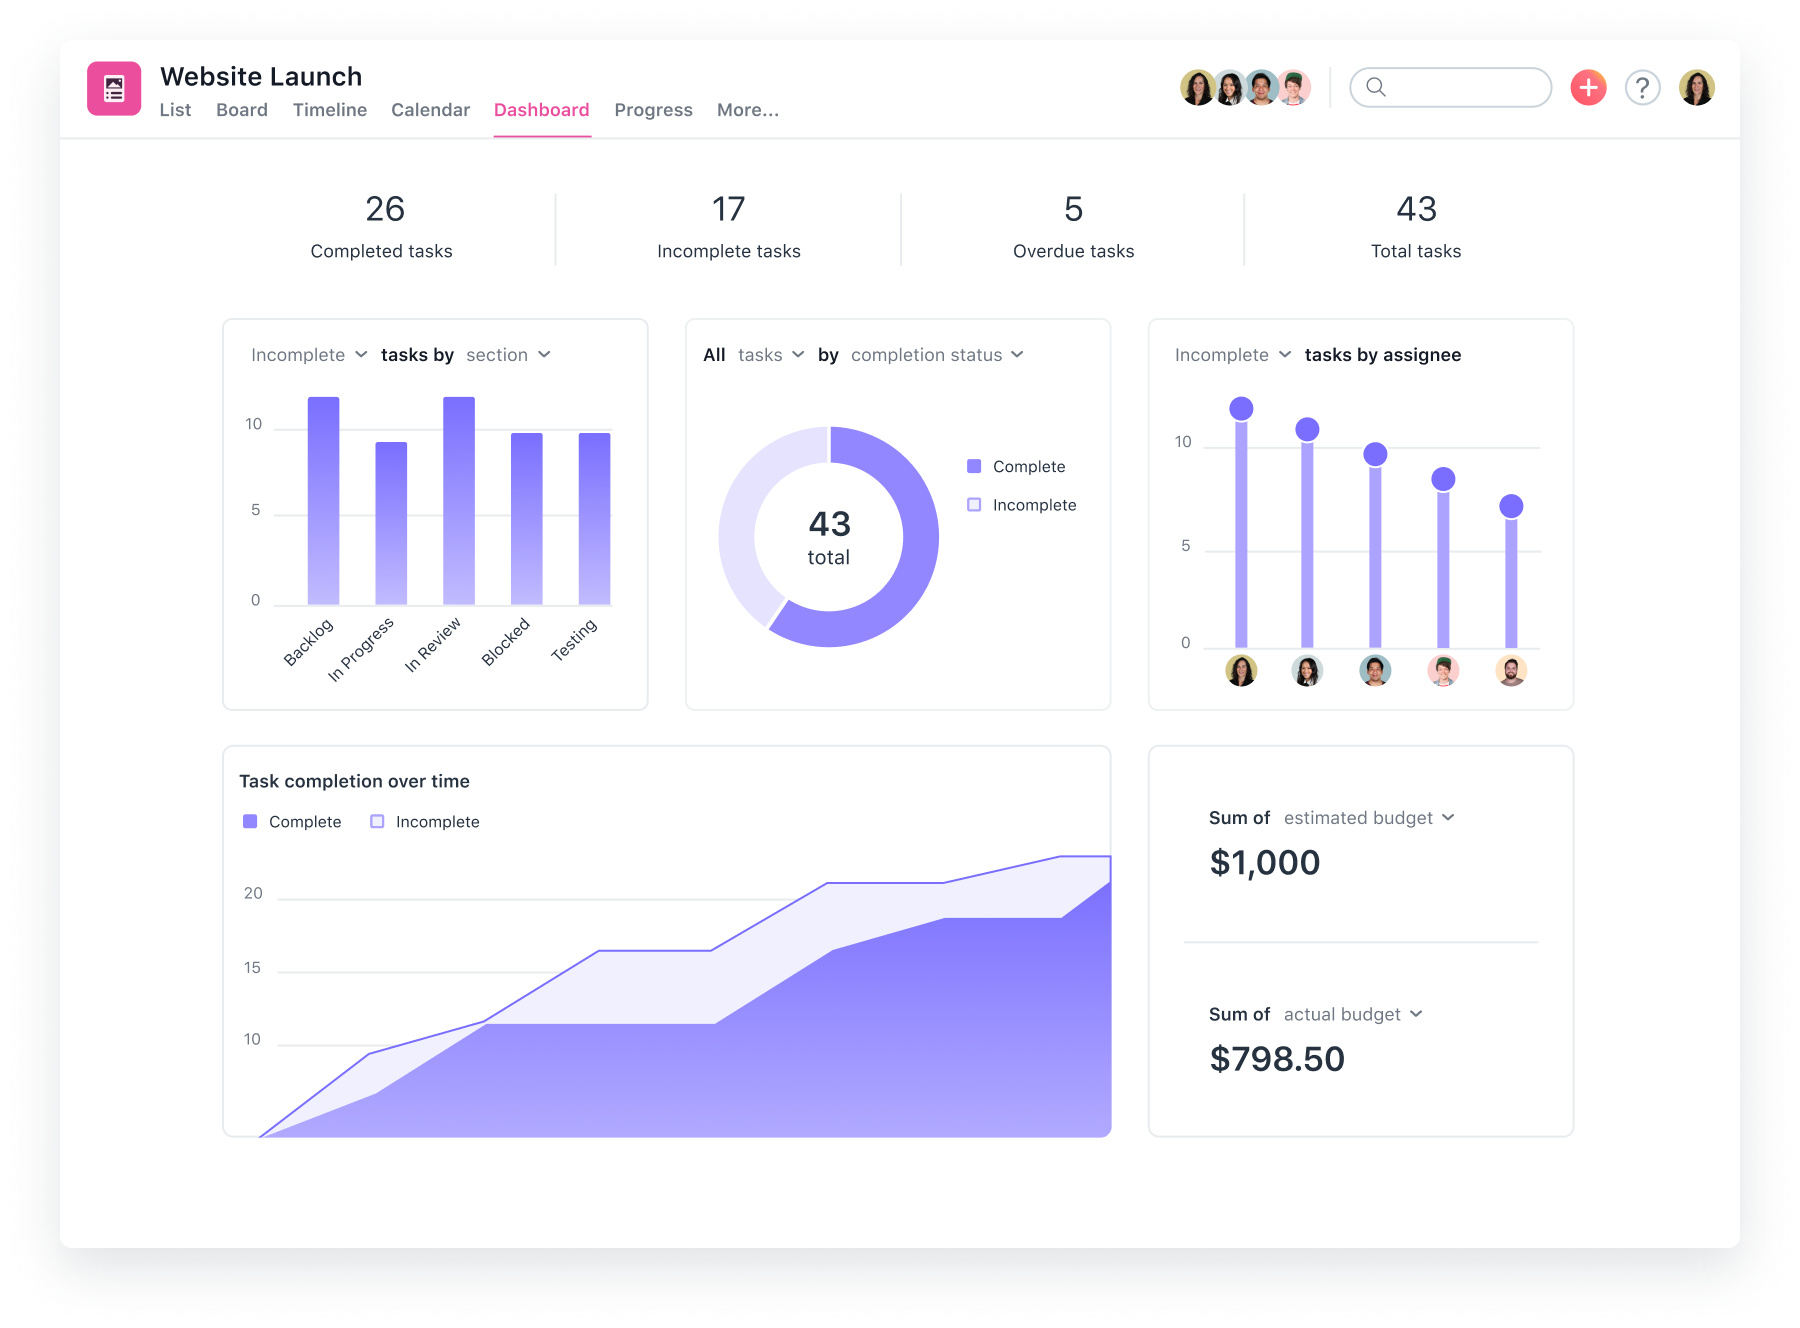 Website Launch
List Board Timeline Calendar Dashboard Progress More...
?
26 17 5 43
Completed tasks Incomplete tasks Overdue tasks Total tasks
Incomplete tasks by section
10
5
0
Backlog In Progress In Review Blocked Testing
All tasks by completion status
43
total
Complete
Incomplete
Incomplete tasks by assignee
10
5
0
Task completion over time
Complete Incomplete
20
15
10
Sum of estimated budget
$1,000
Sum of actual budget
$798.50